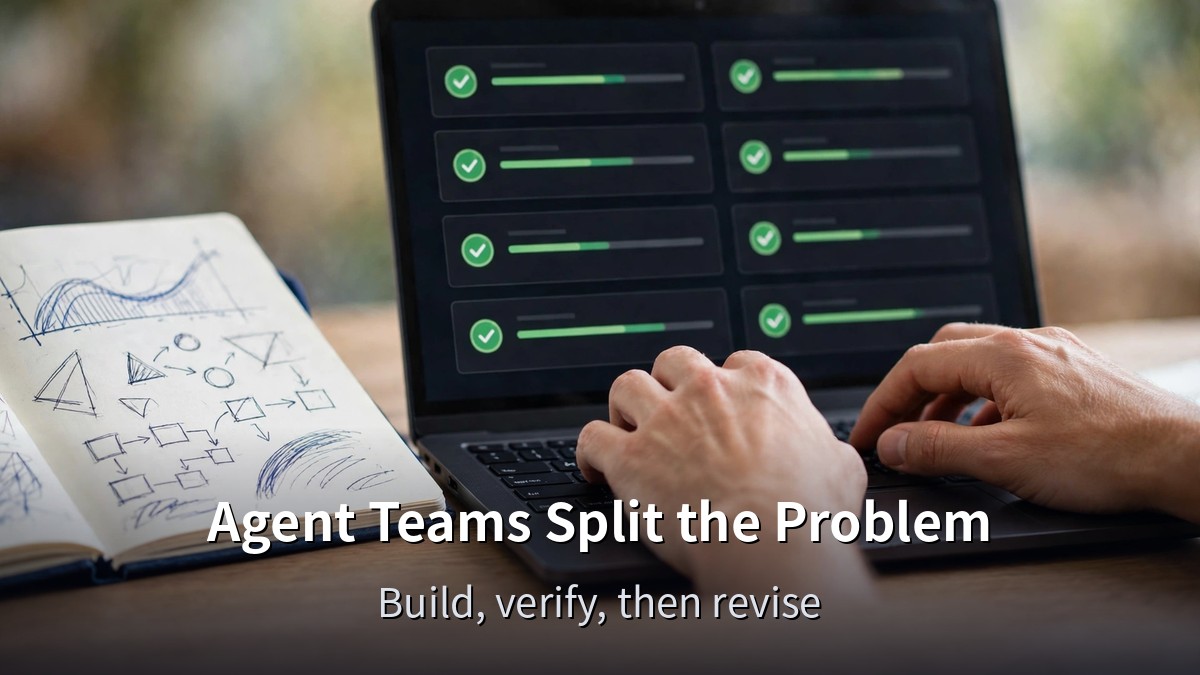 Agent Teams Split the Problem
Build, verify, then revise